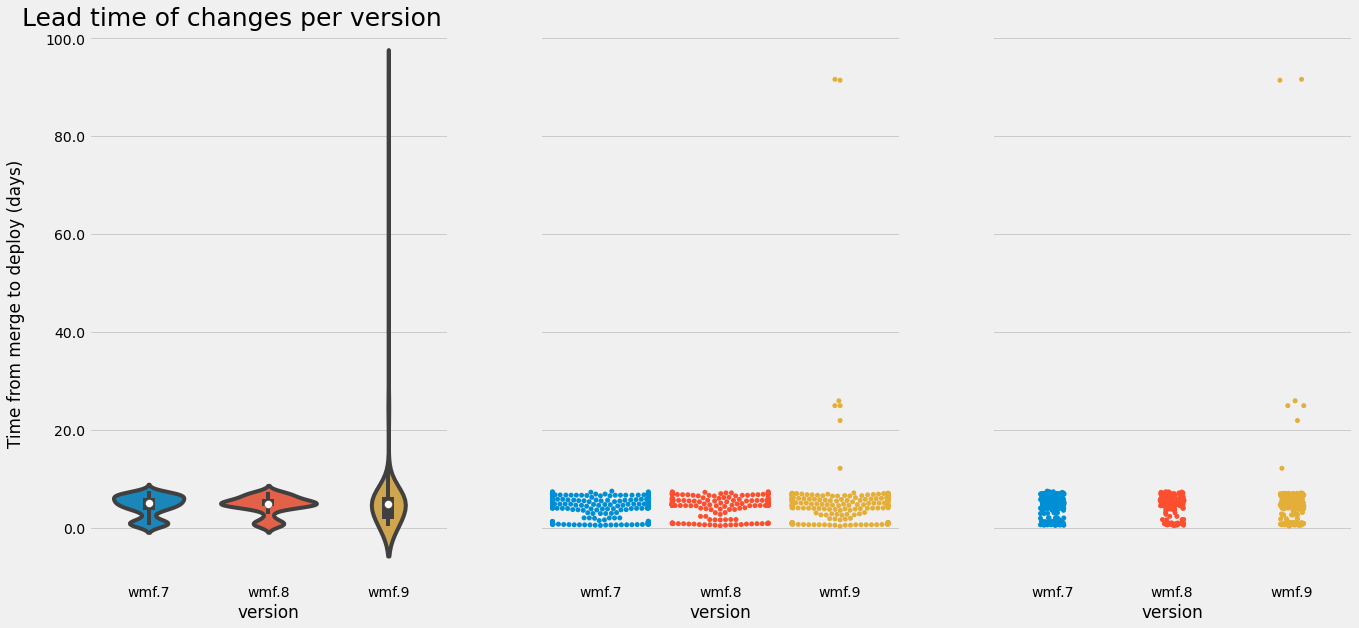 Lead time of changes per version
Time from merge to deploy (days)
100.0
80.0
60.0
40.0
20.0
0.0
wmf.7 wmf.8 wmf.9
version
wmf.7 wmf.8 wmf.9
version
wmf.7 wmf.8 wmf.9
version